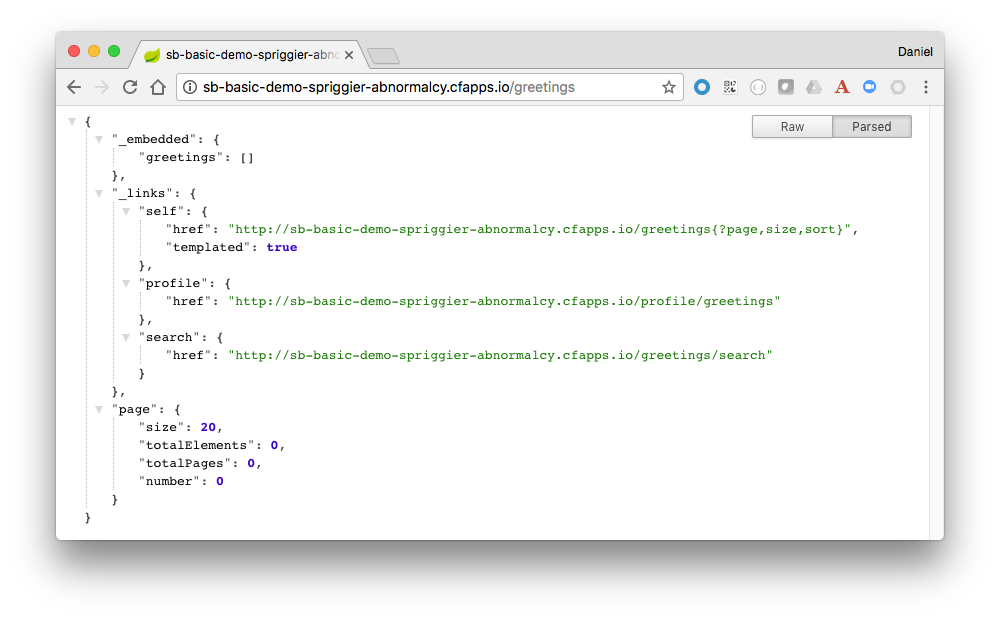 sb-basic-demo-spriggier-abno
Daniel
sb-basic-demo-spriggier-abnormalcy.cfapps.io/greetings
Raw Parsed
{
"_embedded": {
"greetings": []
},
"_links": {
"self": {
"href": "http://sb-basic-demo-spriggier-abnormalcy.cfapps.io/greetings{?page,size,sort}",
"templated": true
},
"profile": {
"href": "http://sb-basic-demo-spriggier-abnormalcy.cfapps.io/profile/greetings"
},
"search": {
"href": "http://sb-basic-demo-spriggier-abnormalcy.cfapps.io/greetings/search"
}
},
"page": {
"size": 20,
"totalElements": 0,
"totalPages": 0,
"number": 0
}
}